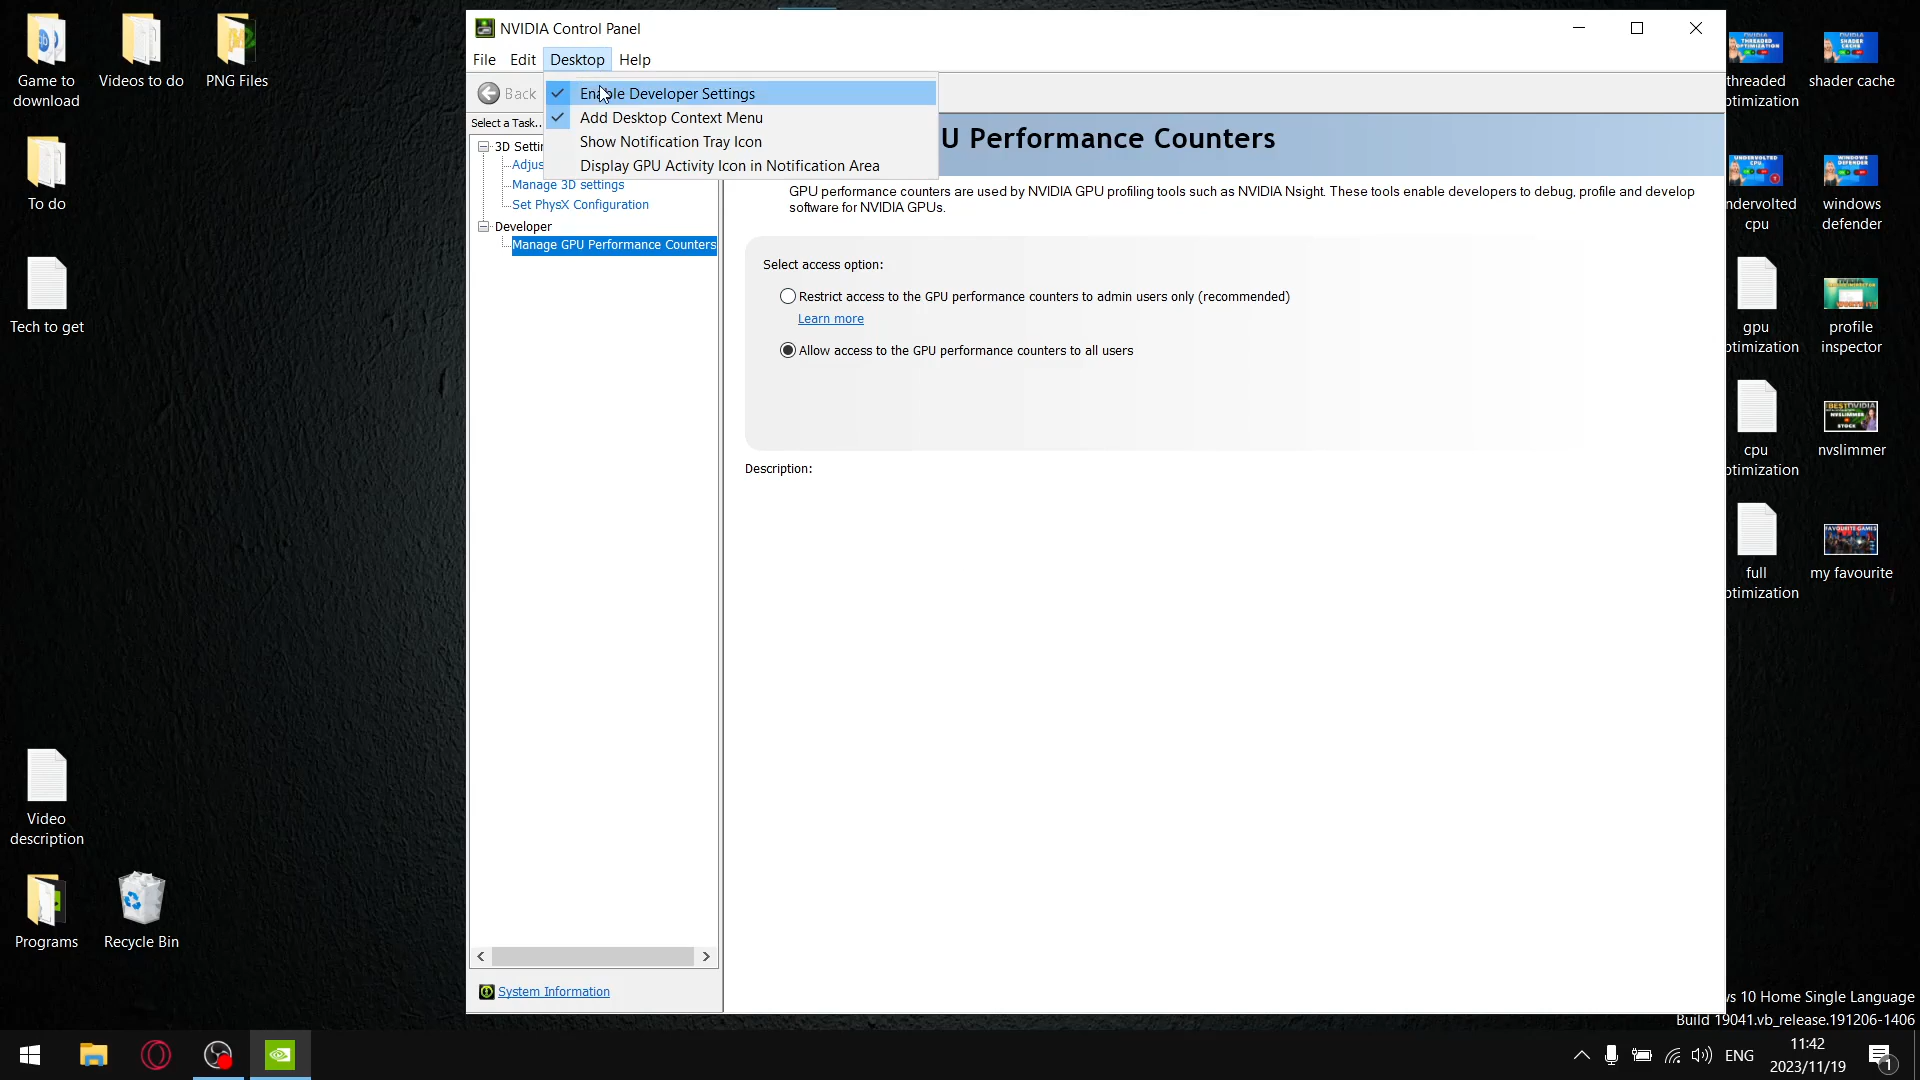 Game to
download
Videos to do
PNG Files
To do
Tech to get
Video
description
Programs
Recycle Bin
NVIDIA Control Panel
File
Edit
Desktop
Help
Back
Enable Developer Settings
Add Desktop Context Menu
Show Notification Tray Icon
Display GPU Activity Icon in Notification Area
Select a Task..
3D Settin
Adjus
Manage 3D settings
Set PhysX Configuration
Developer
Manage GPU Performance Counters
System Information
U Performance Counters
GPU performance counters are used by NVIDIA GPU profiling tools such as NVIDIA Nsight. These tools enable developers to debug, profile and develop
software for NVIDIA GPUs.
Select access option:
Restrict access to the GPU performance counters to admin users only (recommended)
Learn more
Allow access to the GPU performance counters to all users
Description:
threaded
ptimization
shader cache
ndervolted
cpu
windows
defender
gpu
ptimization
profile
inspector
cpu
ptimization
nvslimmer
full
ptimization
my favourite
vs 10 Home Single Language
Build 19041.vb_release.191206-1406
ENG
11:42
2023/11/19
1